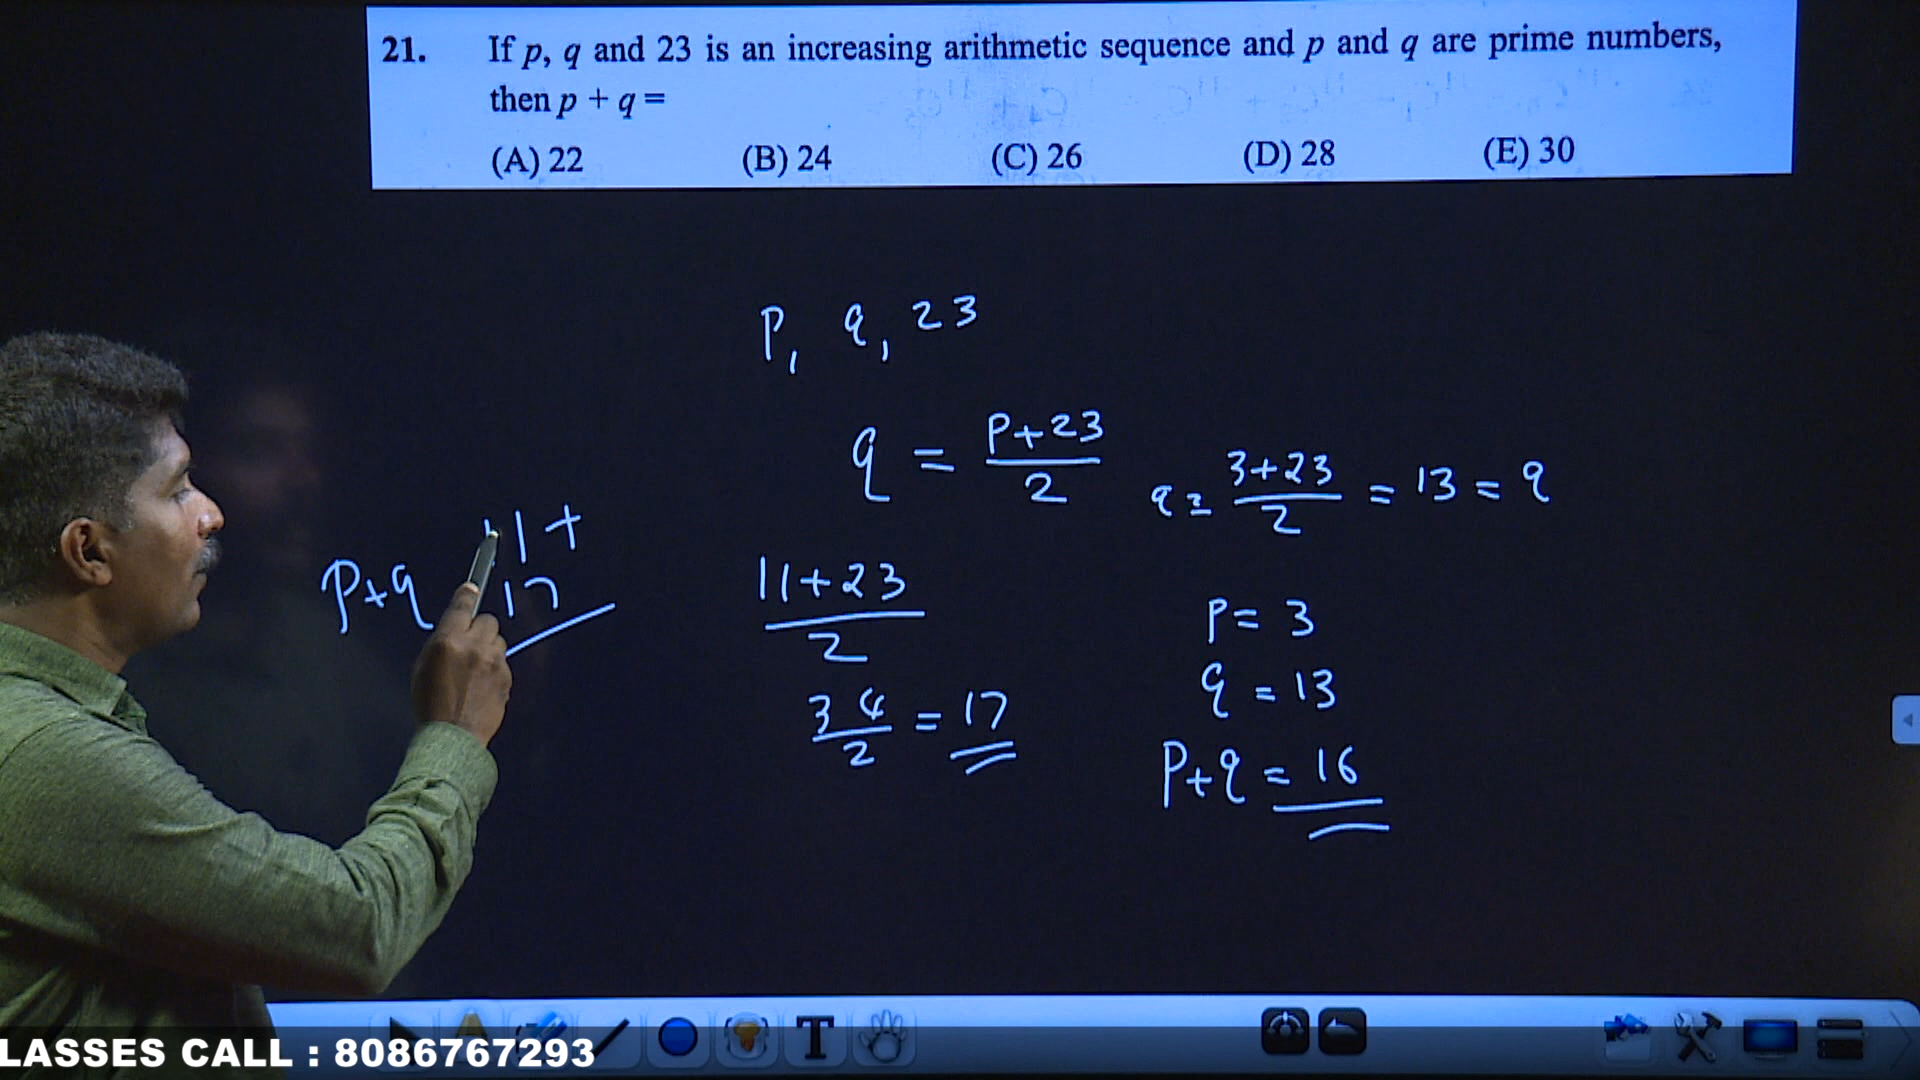 21. If p, q and 23 is an increasing arithmetic sequence and p and q are prime numbers,
then p + q =
(A) 22 (B) 24 (C) 26 (D) 28 (E) 30
p, q, 23
q = p+23 / 2
q = 3+23 / 2 = 13 = q
p+q
11+
17
11+23 / 2
34 / 2 = 17
p = 3
q = 13
p+q = 16
LASSES CALL : 8086767293
T